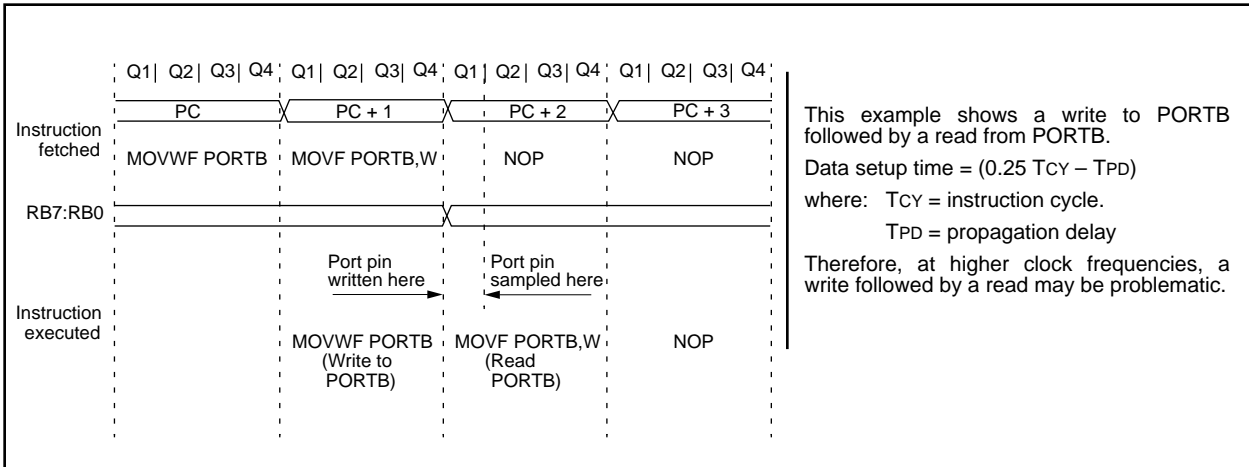 Q1| Q2| Q3| Q4 Q1| Q2| Q3| Q4 Q1| Q2| Q3| Q4 Q1| Q2| Q3| Q4
PC PC + 1 PC + 2 PC + 3
Instruction
fetched
MOVWF PORTB MOVF PORTB,W NOP NOP
RB7:RB0
Port pin
written here
Port pin
sampled here
Instruction
executed
MOVWF PORTB
(Write to
PORTB)
MOVF PORTB,W
(Read
PORTB)
NOP
This example shows a write to PORTB
followed by a read from PORTB.
Data setup time = (0.25 TCY – TPD)
where: TCY = instruction cycle.
TPD = propagation delay
Therefore, at higher clock frequencies, a
write followed by a read may be problematic.